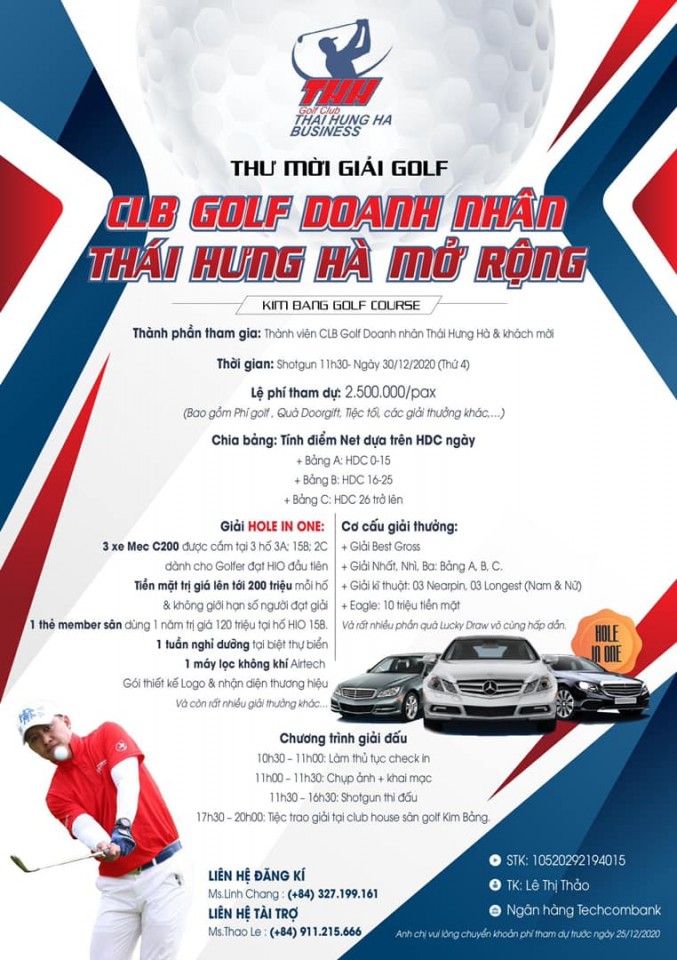 THH
Golf Club
THAI HUNG HA
BUSINESS
THƯ MỜI GIẢI GOLF
CLB GOLF DOANH NHÂN
THÁI HƯNG HÀ MỞ RỘNG
KIM BANG GOLF COURSE
Thành phần tham gia: Thành viên CLB Golf Doanh nhân Thái Hưng Hà & khách mời
Thời gian: Shotgun 11h30- Ngày 30/12/2020 (Thứ 4)
Lệ phí tham dự: 2.500.000/pax
(Bao gồm Phí golf , Quà Doorgift, Tiệc tối, các giải thưởng khác,...)
Chia bảng: Tính điểm Net dựa trên HDC ngày
+ Bảng A: HDC 0-15
+ Bảng B: HDC 16-25
+ Bảng C: HDC 26 trở lên
Giải HOLE IN ONE:
3 xe Mec C200 được cắm tại 3 hố 3A; 15B; 2C
dành cho Golfer đạt HIO đầu tiên
Tiền mặt trị giá lên tới 200 triệu mỗi hố
& không giới hạn số người đạt giải
1 thẻ member sân dùng 1 năm trị giá 120 triệu tại hố HIO 15B.
1 tuần nghỉ dưỡng tại biệt thự biển
1 máy lọc không khí Airtech
Gói thiết kế Logo & nhận diện thương hiệu
Và còn rất nhiều giải thưởng khác...
Cơ cấu giải thưởng:
+ Giải Best Gross
+ Giải Nhất, Nhì, Ba: Bảng A, B, C.
+ Giải kĩ thuật: 03 Nearpin, 03 Longest (Nam & Nữ)
+ Eagle: 10 triệu tiền mặt
Và rất nhiều phần quà Lucky Draw vô cùng hấp dẫn.
HOLE
IN ONE
Chương trình giải đấu
10h30 – 11h00: Làm thủ tục check in
11h00 – 11h30: Chụp ảnh + khai mạc
11h30 – 16h30: Shotgun thi đấu
17h30 – 20h00: Tiệc trao giải tại club house sân golf Kim Bảng.
LIÊN HỆ ĐĂNG KÍ
Ms.Linh Chang : (+84) 327.199.161
LIÊN HỆ TÀI TRỢ
Ms.Thao Le : (+84) 911.215.666
STK: 10520292194015
TK: Lê Thị Thảo
Ngân hàng Techcombank
Anh chị vui lòng chuyển khoản phí tham dự trước ngày 25/12/2020